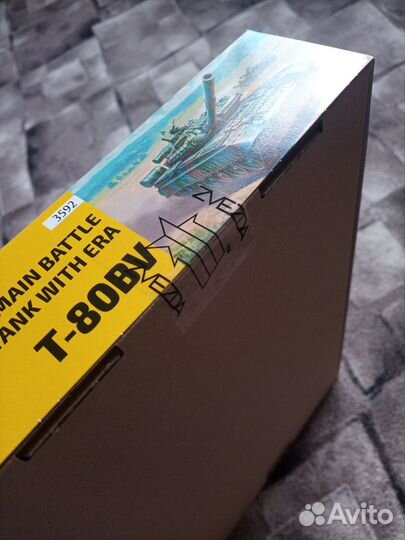 3592
MAIN BATTLE
TANK WITH ERA
T-80BV
ZVEZDA
ZVEZDA
Avito